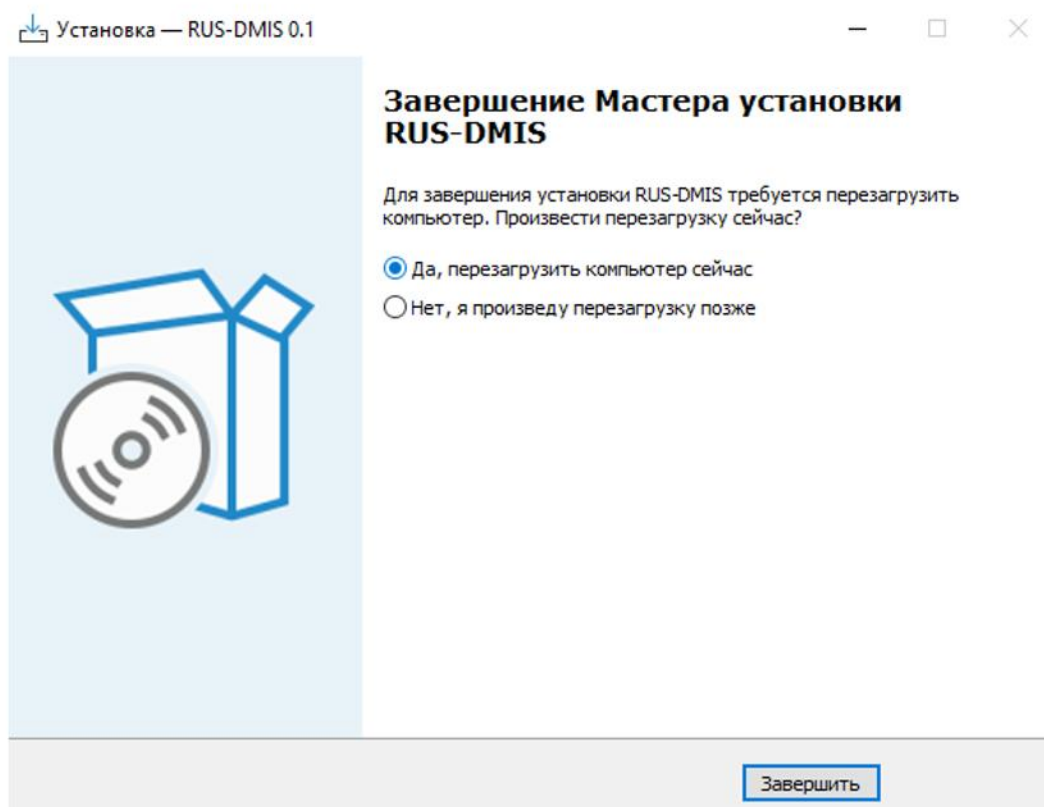 Установка — RUS-DMIS 0.1
Завершение Мастера установки
RUS-DMIS
Для завершения установки RUS-DMIS требуется перезагрузить
компьютер. Произвести перезагрузку сейчас?
Да, перезагрузить компьютер сейчас
Нет, я произведу перезагрузку позже
Завершить